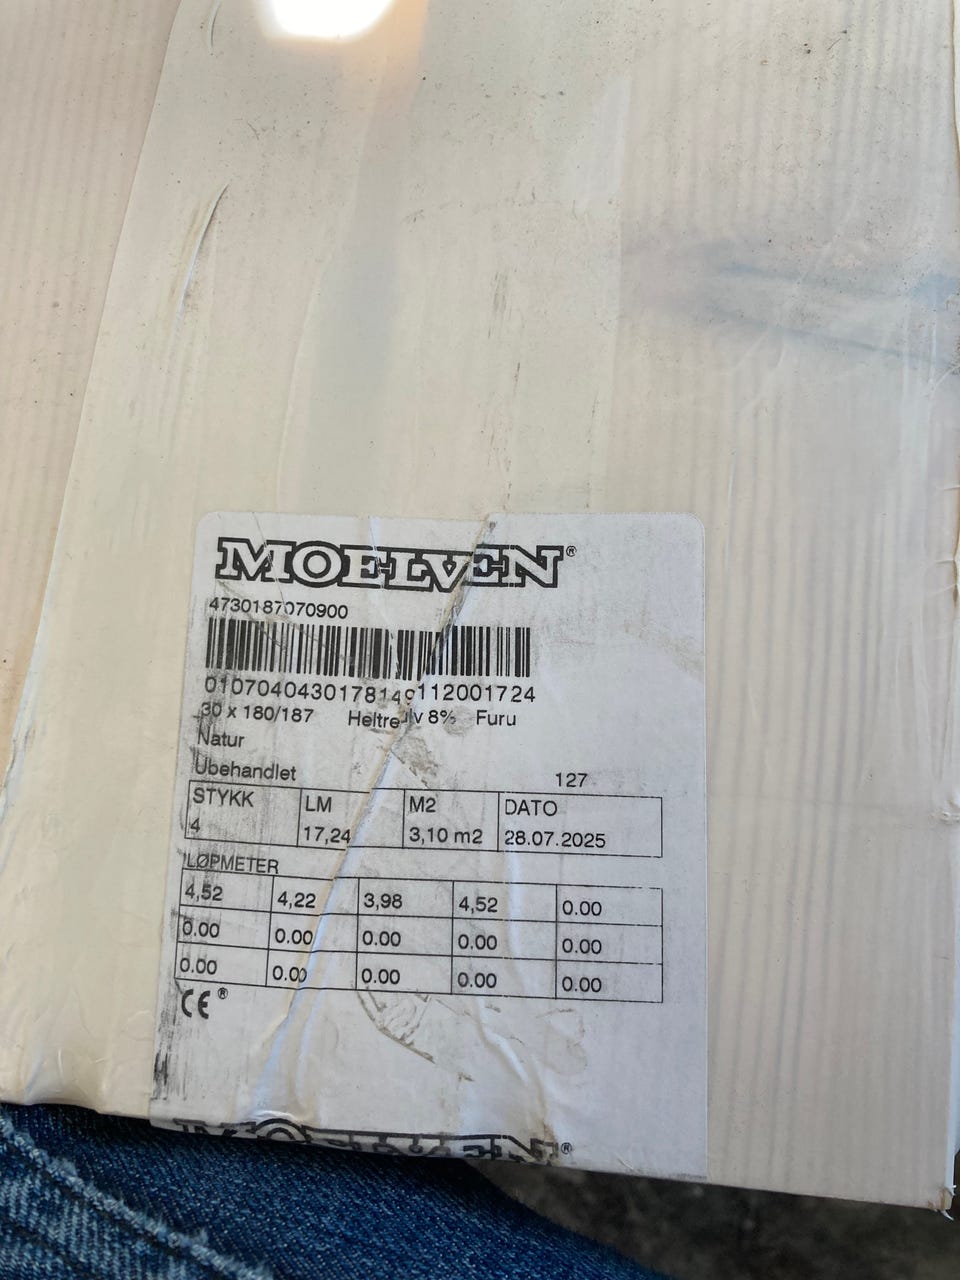 MOELVEN®
4730187070900
0107040430178149112001724
30 x 180/187 Heltre gulv 8% Furu
Natur
Ubehandlet 127
STYKK LM M2 DATO
4 17,24 3,10 m2 28.07.2025
LØPMETER
4,52 4,22 3,98 4,52 0.00
0.00 0.00 0.00 0.00 0.00
0.00 0.00 0.00 0.00 0.00
CE ®
MOELVEN®